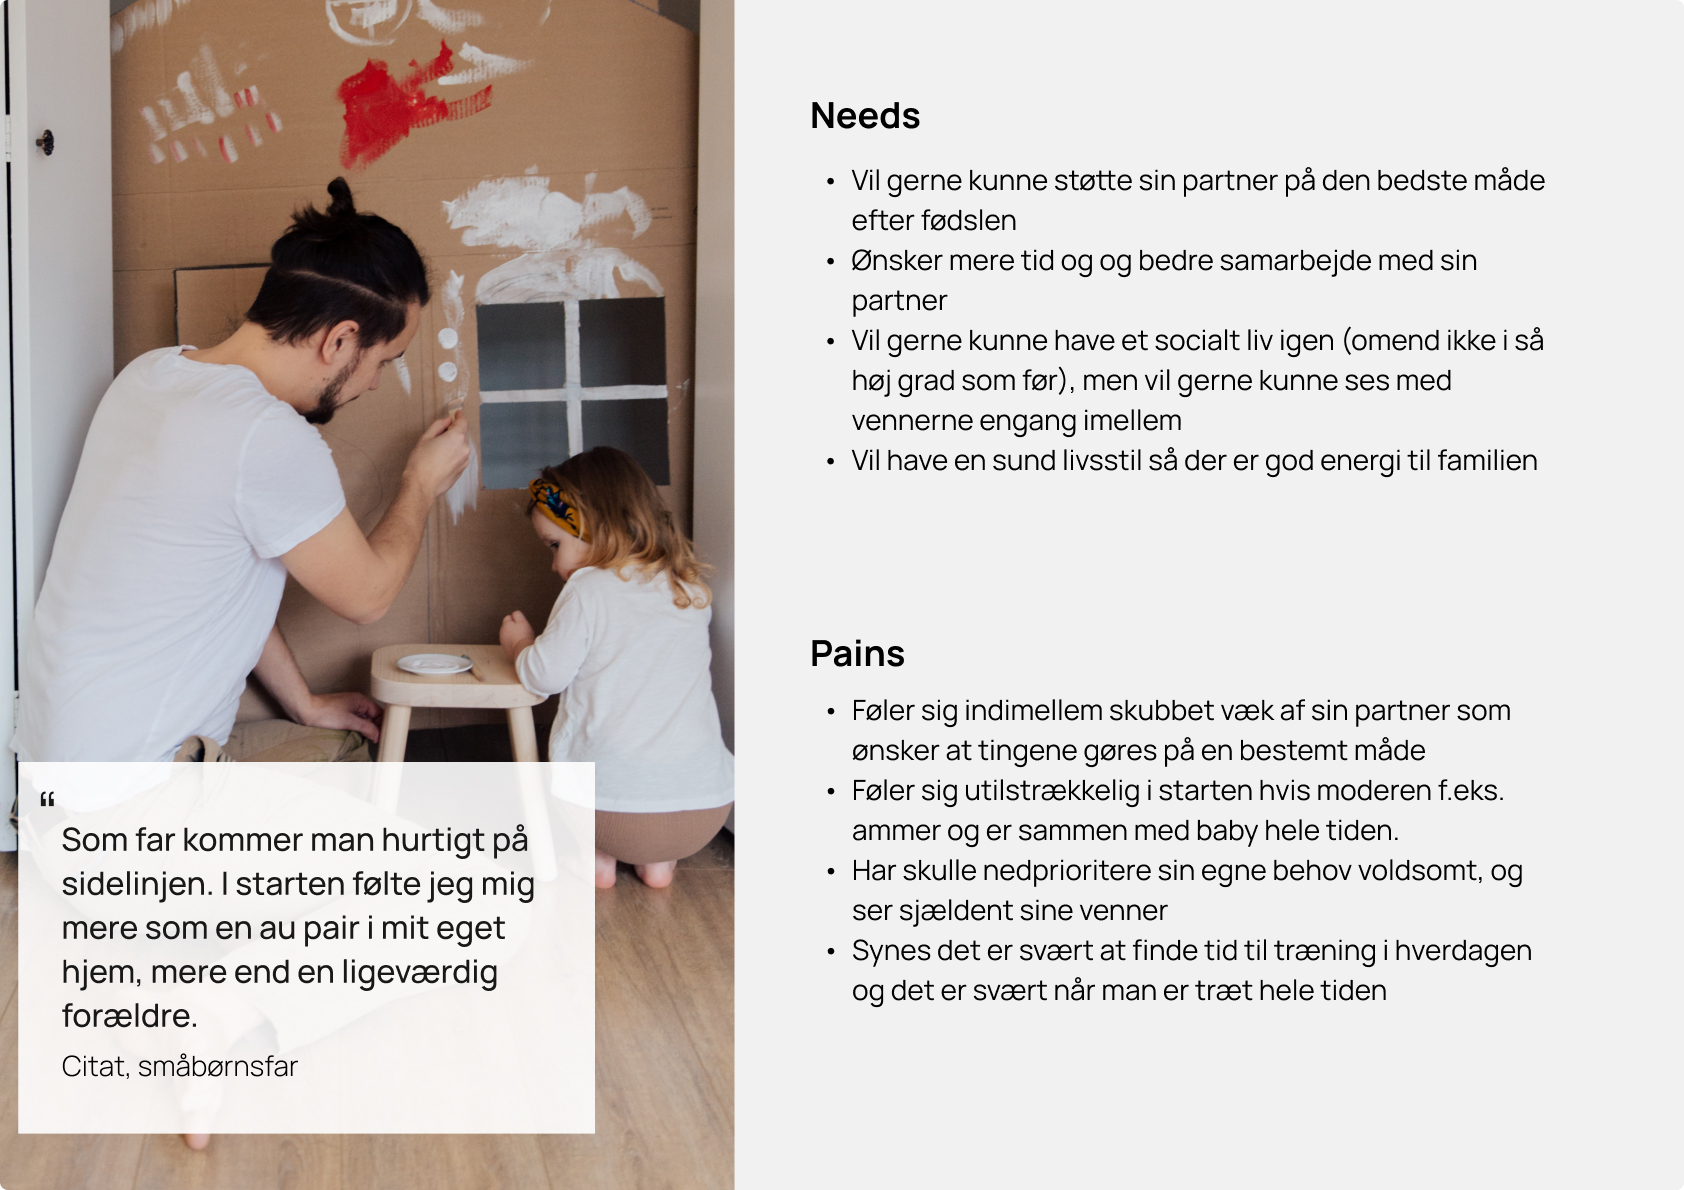 Needs
• Vil gerne kunne støtte sin partner på den bedste måde
efter fødslen
• Ønsker mere tid og og bedre samarbejde med sin
partner
• Vil gerne kunne have et socialt liv igen (omend ikke i så
høj grad som før), men vil gerne kunne ses med
vennerne engang imellem
• Vil have en sund livsstil så der er god energi til familien
Pains
• Føler sig indimellem skubbet væk af sin partner som
ønsker at tingene gøres på en bestemt måde
• Føler sig utilstrækkelig i starten hvis moderen f.eks.
ammer og er sammen med baby hele tiden.
• Har skulle nedprioritere sin egne behov voldsomt, og
ser sjældent sine venner
• Synes det er svært at finde tid til træning i hverdagen
og det er svært når man er træt hele tiden
“
Som far kommer man hurtigt på
sidelinjen. I starten følte jeg mig
mere som en au pair i mit eget
hjem, mere end en ligeværdig
forældre.
Citat, småbørnsfar